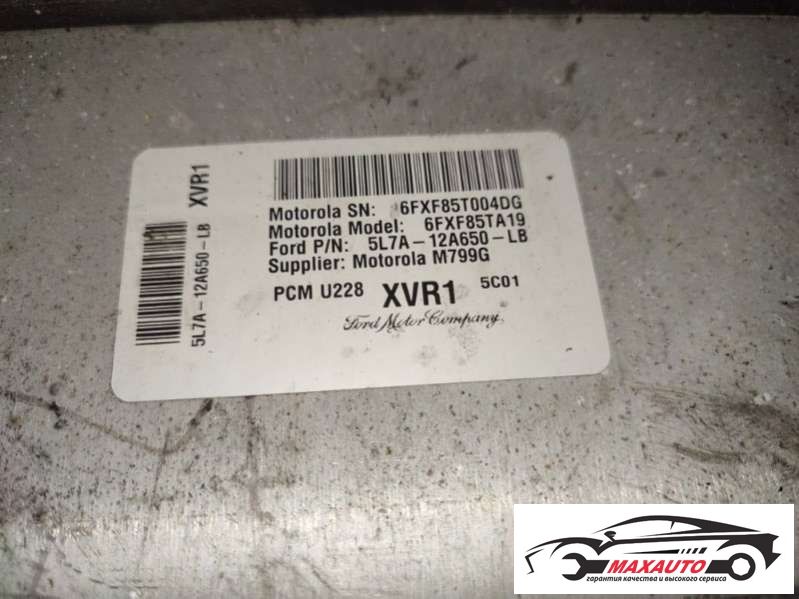 XVR1
5L7A-12A650-LB
Motorola SN: 6FXF85T004DG
Motorola Model: 6FXF85TA19
Ford P/N: 5L7A-12A650-LB
Supplier: Motorola M799G
PCM U228 XVR1 5C01
Ford Motor Company
MAXAUTO
гарантия качества и высокого сервиса